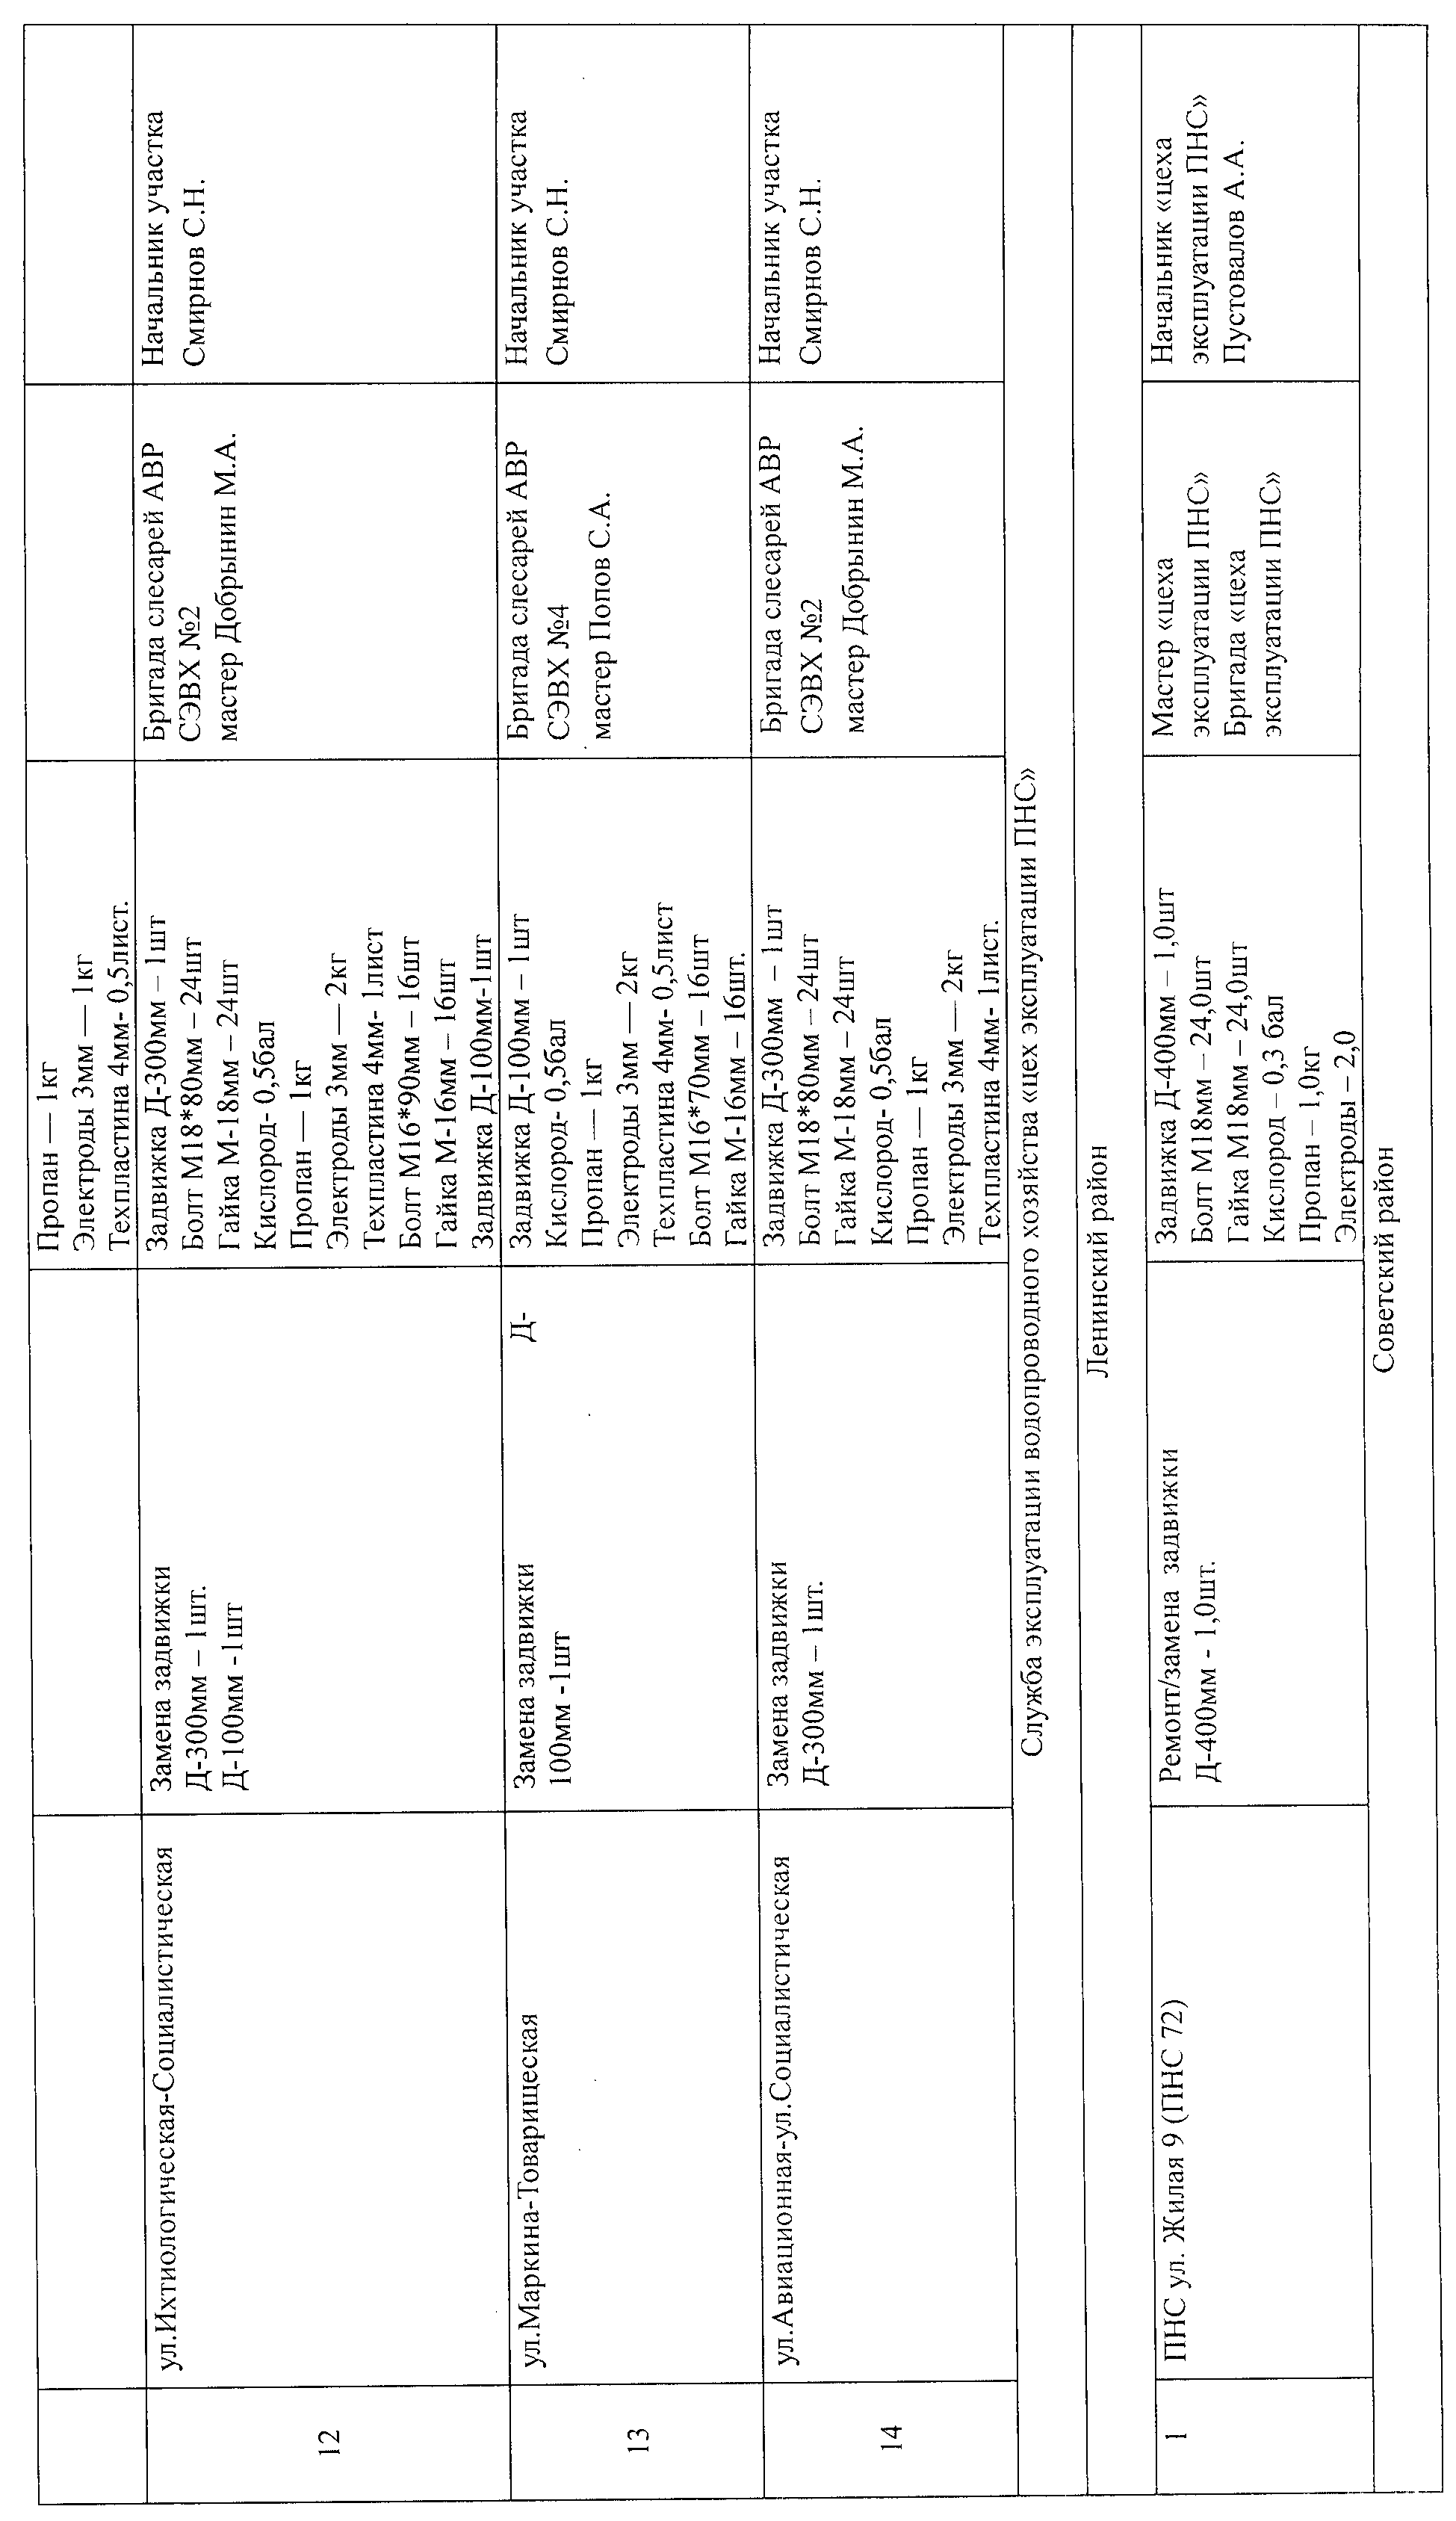 Пропан — 1кг
Электроды 3мм — 1кг
Техпластина 4мм- 0,5лист.
12
ул.Ихтиологическая-Социалистическая
Замена задвижки
Д-300мм – 1шт.
Д-100мм -1шт
Задвижка Д-300мм – 1шт
Болт М18*80мм – 24шт
Гайка М-18мм – 24шт
Кислород- 0,5бал
Пропан — 1кг
Электроды 3мм — 2кг
Техпластина 4мм- 1лист
Болт М16*90мм – 16шт
Гайка М-16мм – 16шт
Задвижка Д-100мм-1шт
Бригада слесарей АВР
СЭВХ №2
мастер Добрынин М.А.
Начальник участка
Смирнов С.Н.
13
ул.Маркина-Товарищеская
Замена задвижки Д-
100мм -1шт
Задвижка Д-100мм – 1шт
Кислород- 0,5бал
Пропан — 1кг
Электроды 3мм — 2кг
Техпластина 4мм- 0,5лист
Болт М16*70мм – 16шт
Гайка М-16мм – 16шт.
Бригада слесарей АВР
СЭВХ №4
мастер Попов С.А.
Начальник участка
Смирнов С.Н.
14
ул.Авиационная-ул.Социалистическая
Замена задвижки
Д-300мм – 1шт.
Задвижка Д-300мм – 1шт
Болт М18*80мм – 24шт
Гайка М-18мм – 24шт
Кислород- 0,5бал
Пропан — 1кг
Электроды 3мм — 2кг
Техпластина 4мм- 1лист.
Бригада слесарей АВР
СЭВХ №2
мастер Добрынин М.А.
Начальник участка
Смирнов С.Н.
Служба эксплуатации водопроводного хозяйства «цех эксплуатации ПНС»
Ленинский район
1
ПНС ул. Жилая 9 (ПНС 72)
Ремонт/замена задвижки
Д-400мм - 1,0шт.
Задвижка Д-400мм – 1,0шт
Болт М18мм – 24,0шт
Гайка М18мм – 24,0шт
Кислород – 0,3 бал
Пропан – 1,0кг
Электроды – 2,0
Мастер «цеха
эксплуатации ПНС»
Бригада «цеха
эксплуатации ПНС»
Начальник «цеха
эксплуатации ПНС»
Пустовалов А.А.
Советский район